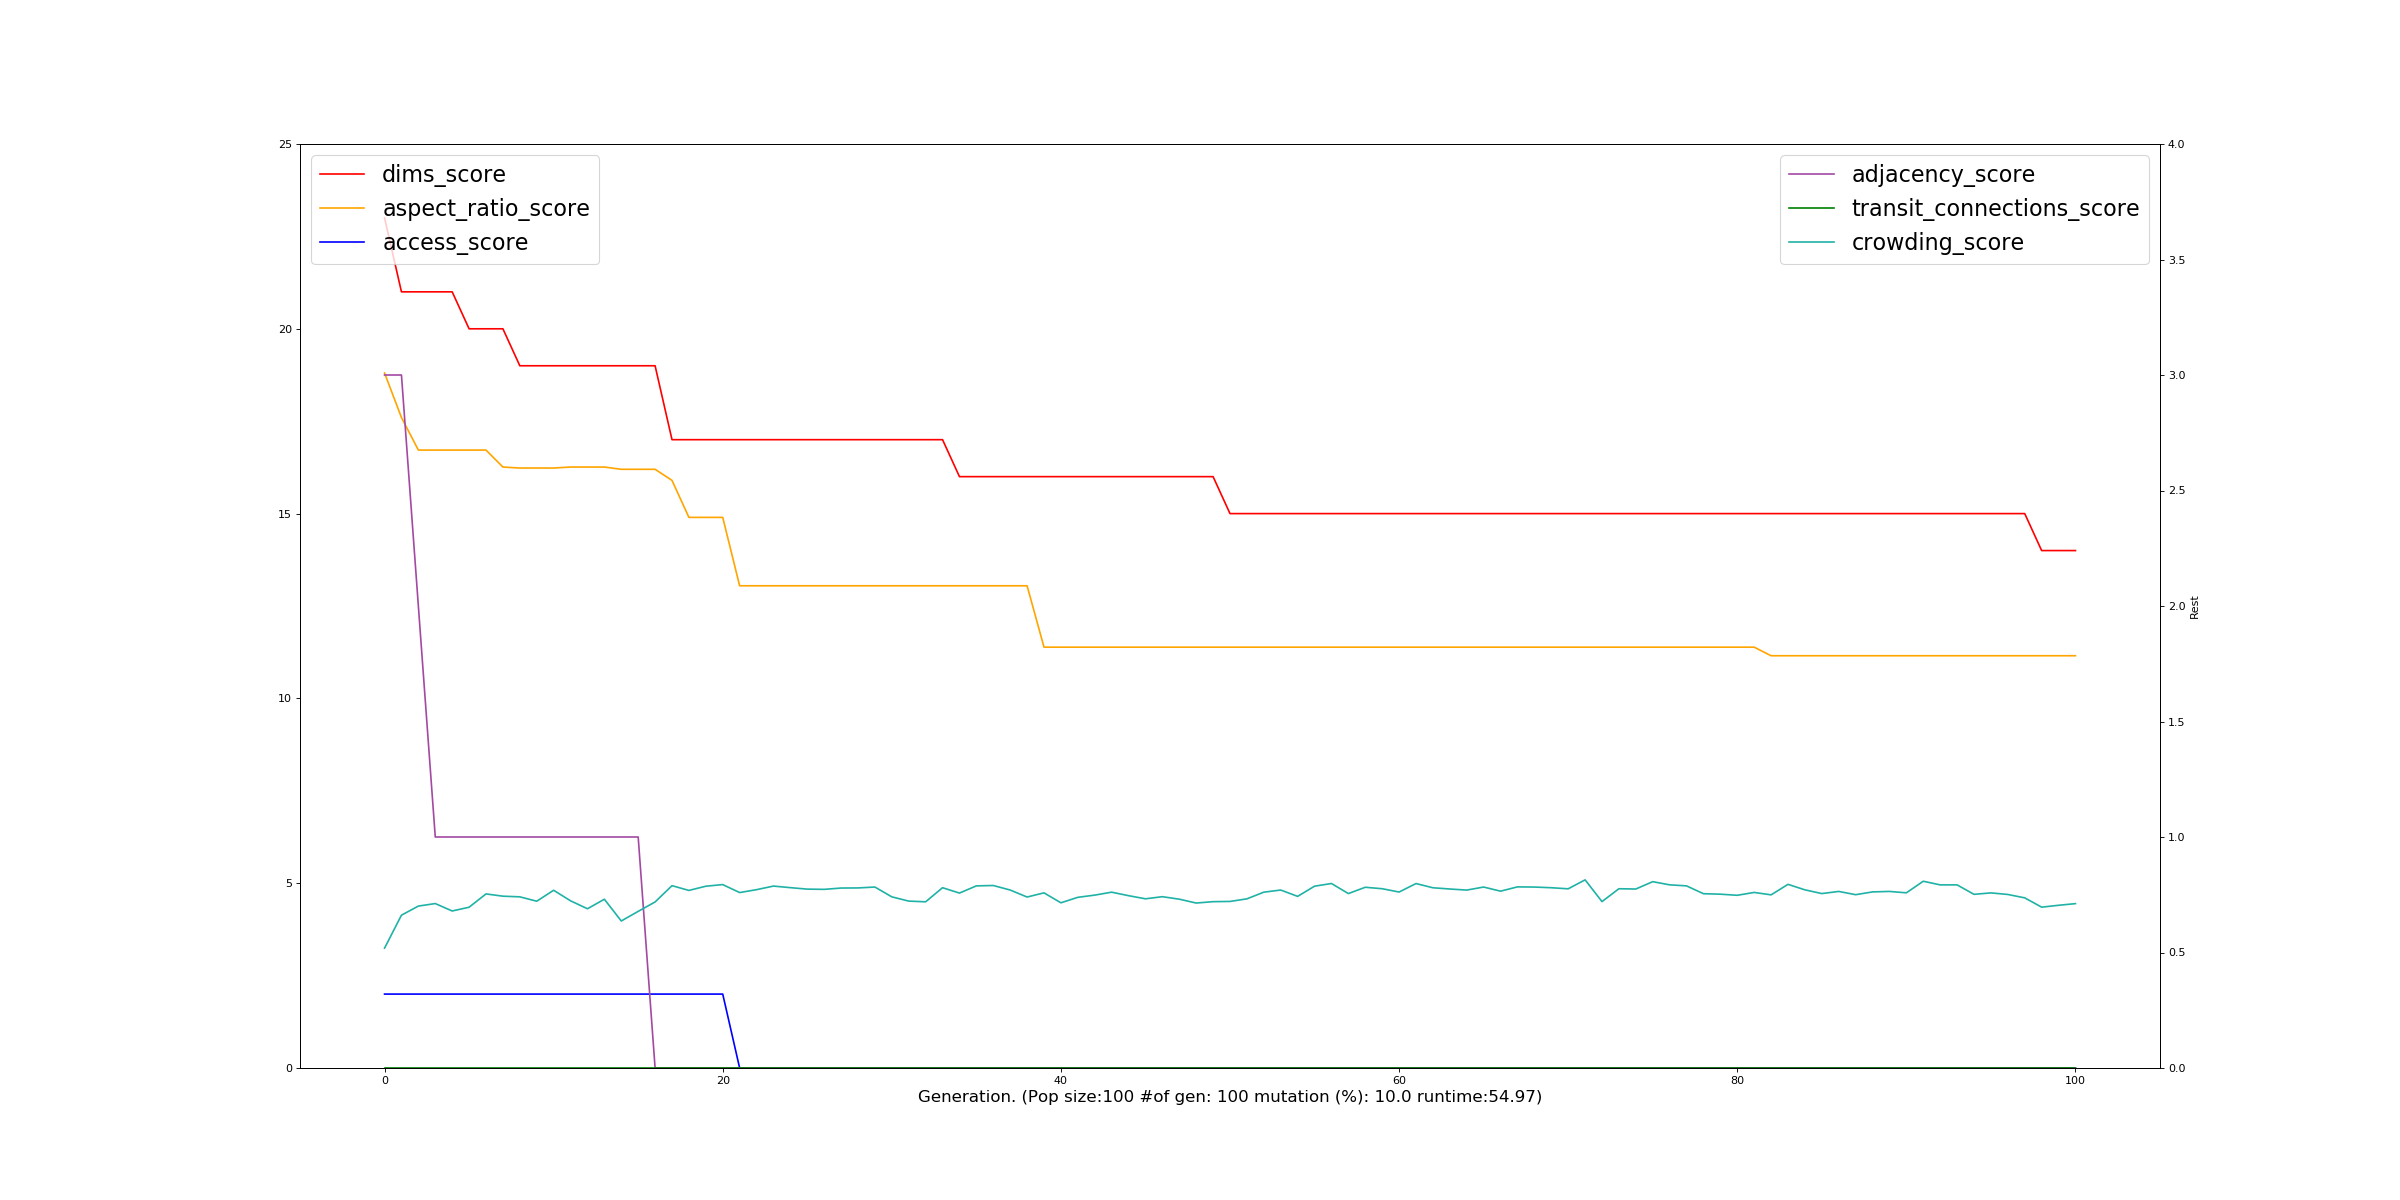 dims_score
aspect_ratio_score
access_score
adjacency_score
transit_connections_score
crowding_score
25
20
15
10
5
0
4.0
3.5
3.0
2.5
2.0
1.5
1.0
0.5
0.0
Rest
0 20 40 60 80 100
Generation. (Pop size:100 #of gen: 100 mutation (%): 10.0 runtime:54.97)